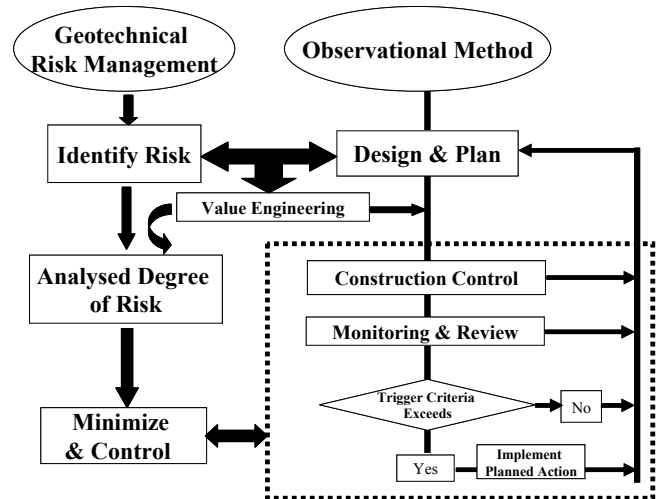 Geotechnical
Risk Management
Observational Method
Identify Risk
Design & Plan
Value Engineering
Analysed Degree
of Risk
Construction Control
Monitoring & Review
Trigger Criteria
Exceeds
No
Minimize
& Control
Yes
Implement
Planned Action